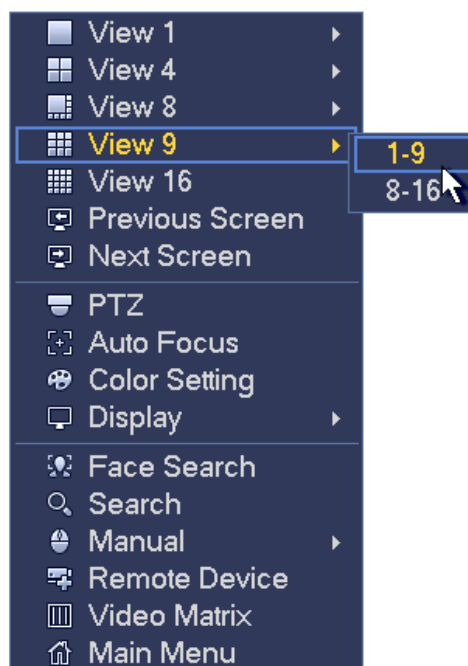 View 1
View 4
View 8
View 9
1-9
View 16
8-16
Previous Screen
Next Screen
PTZ
Auto Focus
Color Setting
Display
Face Search
Search
Manual
Remote Device
Video Matrix
Main Menu